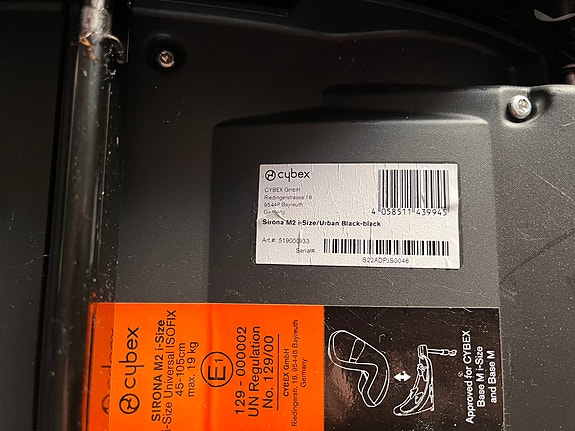 cybex
CYBEX GmbH
Riedingerstrasse 18
95448 Bayreuth
Germany
4 058511 439945
Sirona M2 i-Size/Urban Black-black
Art.#: 519000933
Serial#:
S22ADPJS0046
cybex
SIRONA M2 i-Size
i-Size Universal ISOFIX
45-105cm
max. 19 kg
E1
129 - 000002
UN Regulation
No. 129/00
CYBEX GmbH
Riedingerstr. 18, 95448 Bayreuth
Germany
Approved for CYBEX
Base M i-Size
and Base M